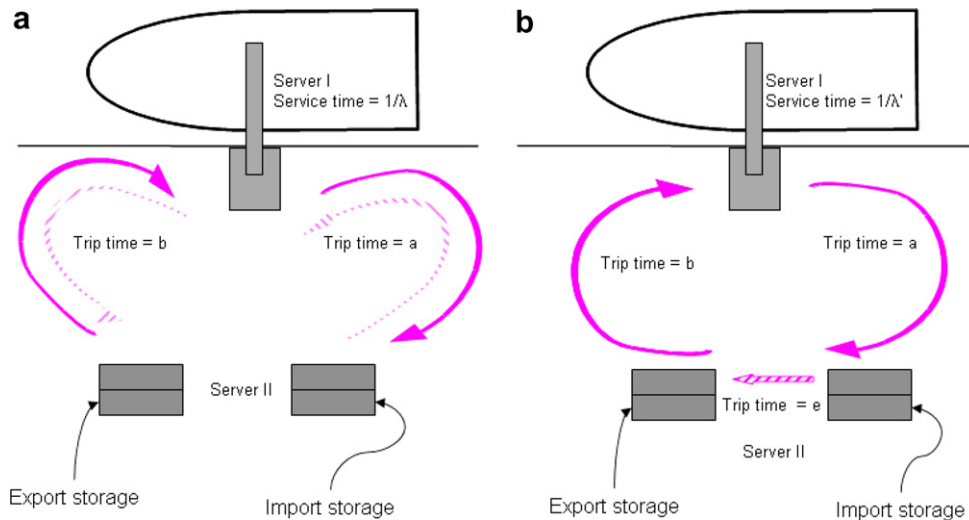 a
Server I
Service time = 1/λ
Trip time = b
Trip time = a
Server II
Export storage
Import storage
b
Server I
Service time = 1/λ'
Trip time = b
Trip time = a
Trip time = e
Server II
Export storage
Import storage